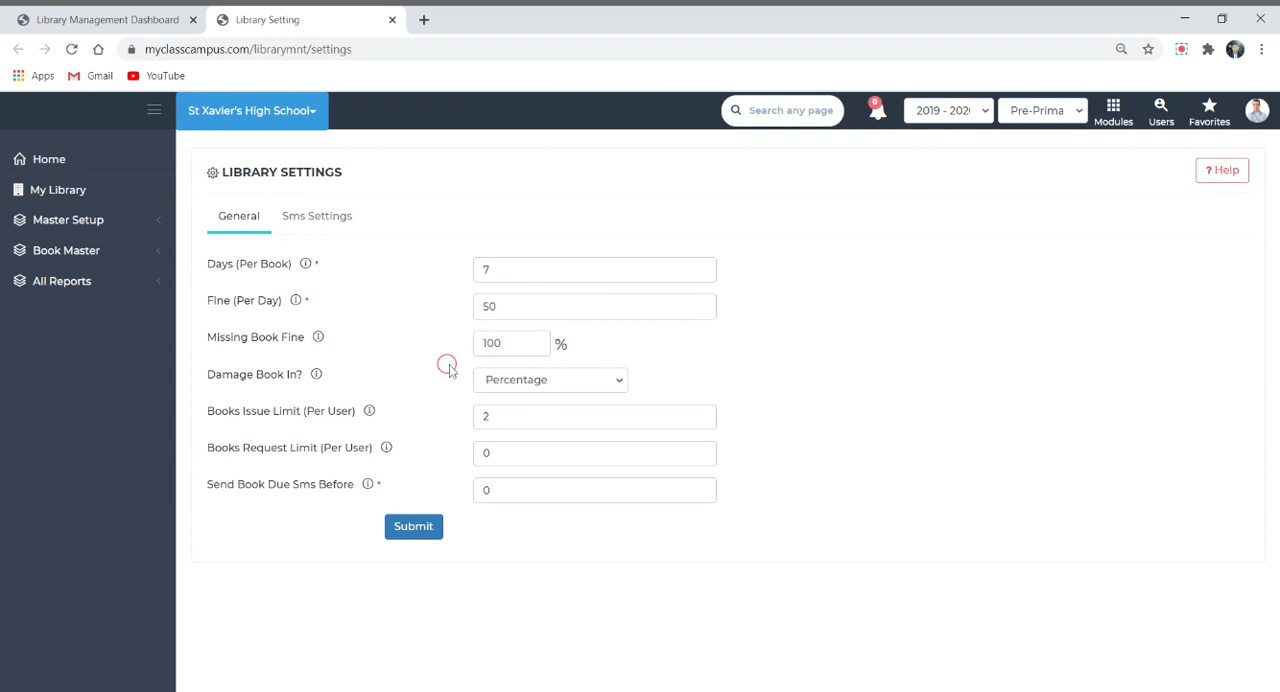 Library Management Dashboard
Library Setting
myclasscampus.com/librarymnt/settings
Apps
Gmail
YouTube
St Xavier's High School
Search any page
0
2019 - 202
Pre-Prima
Modules
Users
Favorites
Home
My Library
Master Setup
Book Master
All Reports
LIBRARY SETTINGS
? Help
General
Sms Settings
Days (Per Book) *
7
Fine (Per Day) *
50
Missing Book Fine
100 %
Damage Book In?
Percentage
Books Issue Limit (Per User)
2
Books Request Limit (Per User)
0
Send Book Due Sms Before *
0
Submit